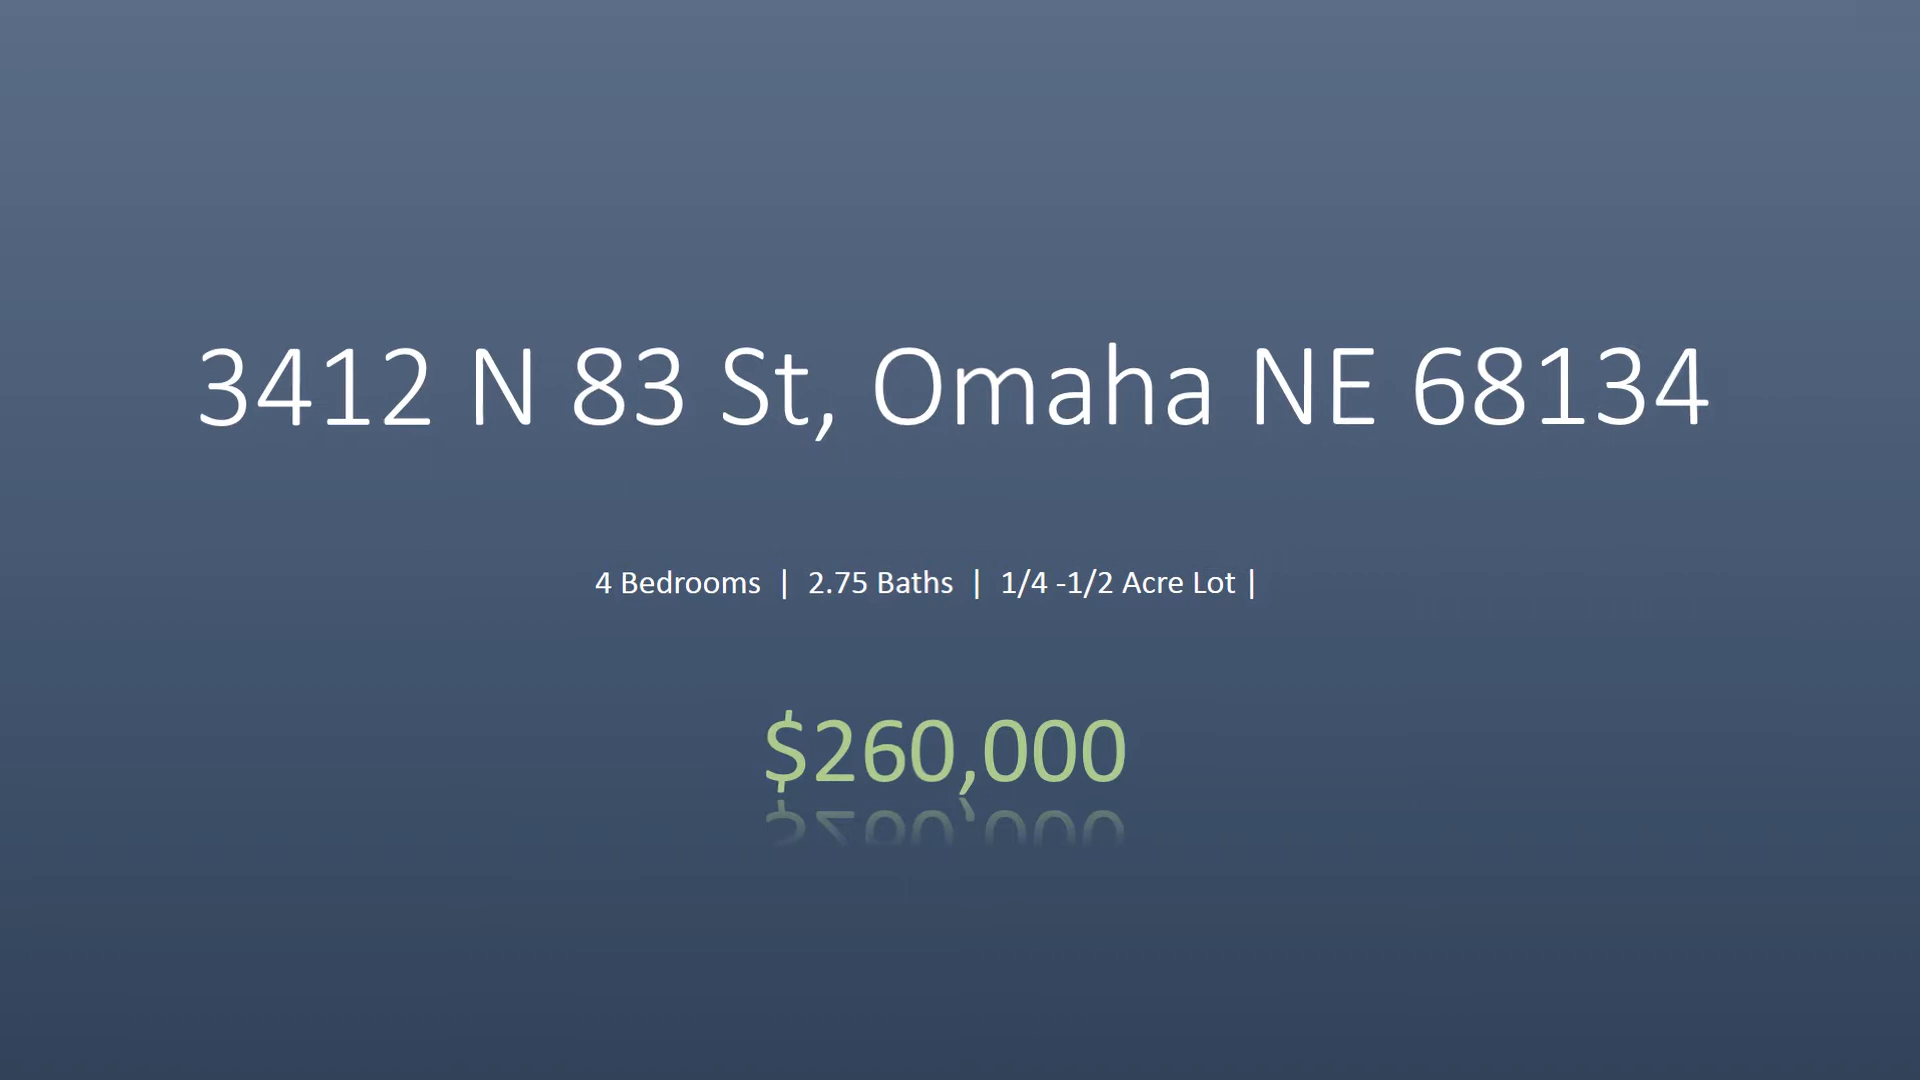 3412 N 83 St, Omaha NE 68134
4 Bedrooms | 2.75 Baths | 1/4 -1/2 Acre Lot |
$260,000